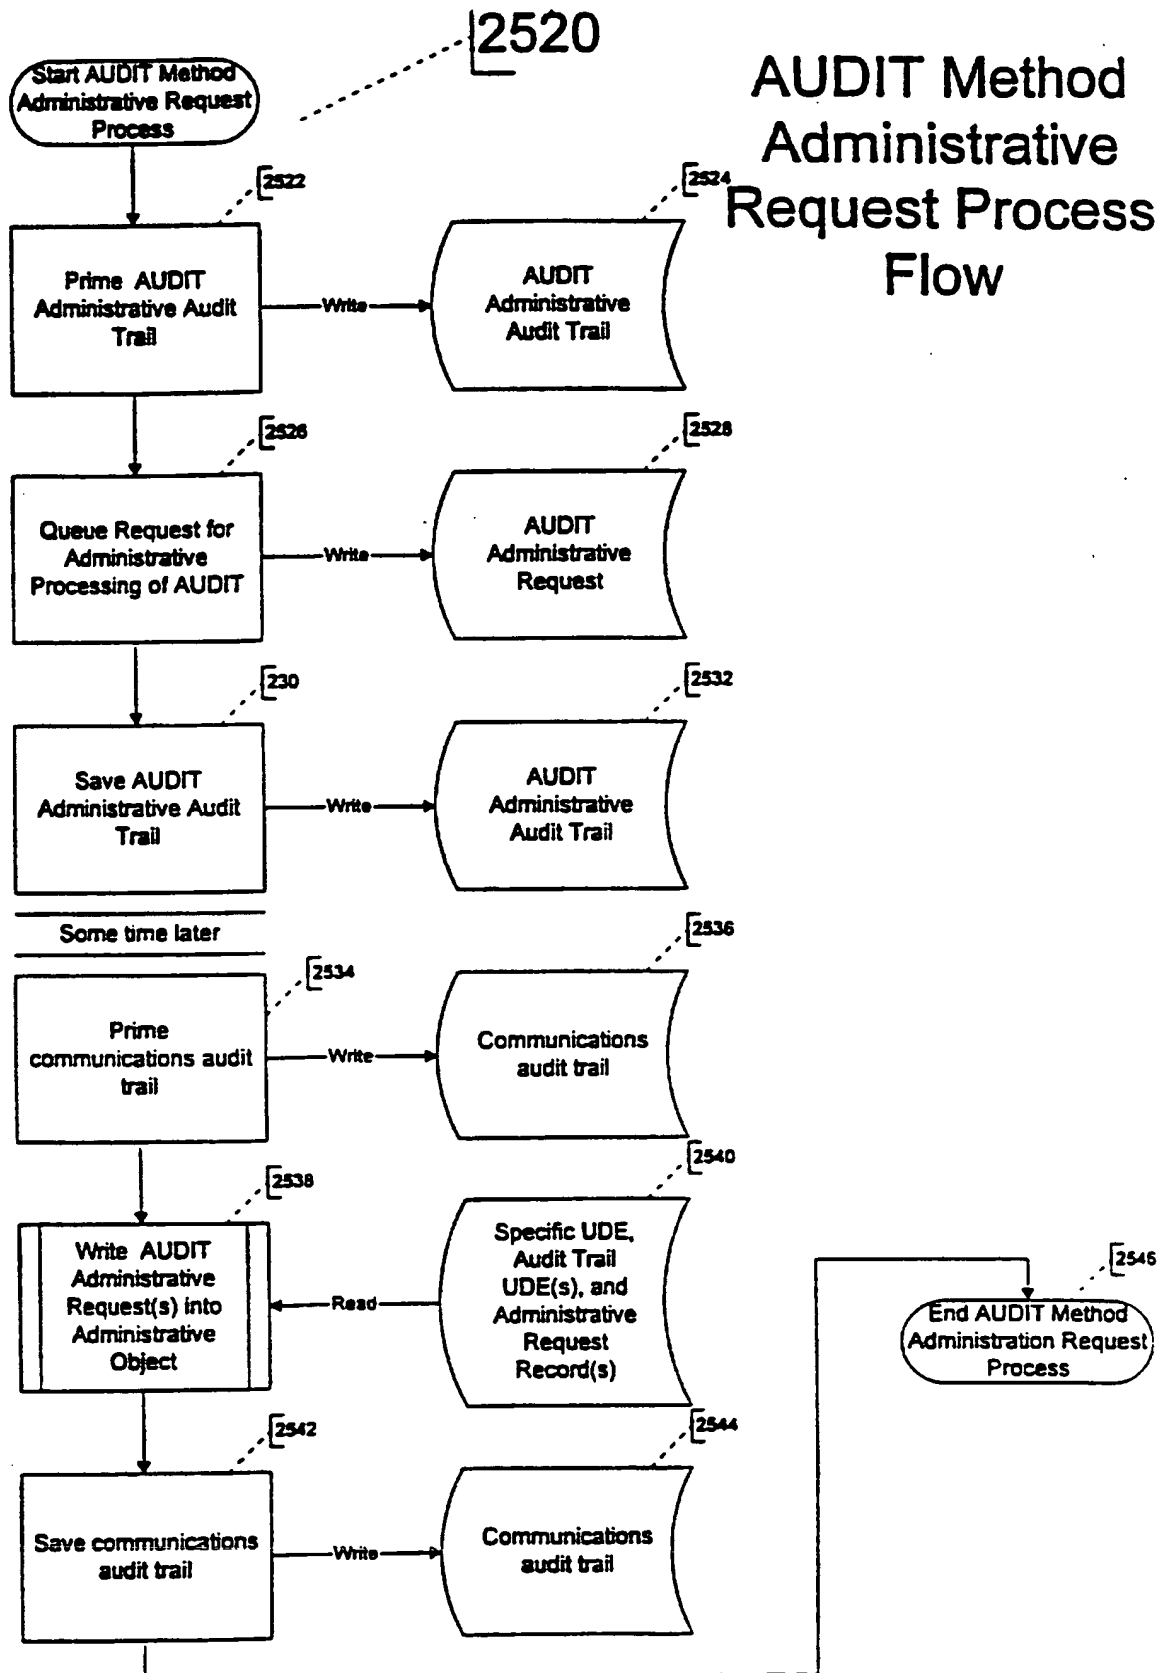 2520
AUDIT Method
Administrative
Request Process
Flow
Start AUDIT Method
Administrative Request
Process
2522
Prime AUDIT
Administrative Audit
Trail
Write
2524
AUDIT
Administrative
Audit Trail
2526
Queue Request for
Administrative
Processing of AUDIT
Write
2528
AUDIT
Administrative
Request
230
Save AUDIT
Administrative Audit
Trail
Write
2532
AUDIT
Administrative
Audit Trail
Some time later
2534
Prime
communications audit
trail
Write
2536
Communications
audit trail
2538
Write AUDIT
Administrative
Request(s) into
Administrative
Object
Read
2540
Specific UDE,
Audit Trail
UDE(s), and
Administrative
Request
Record(s)
2542
Save communications
audit trail
Write
2544
Communications
audit trail
2546
End AUDIT Method
Administration Request
Process